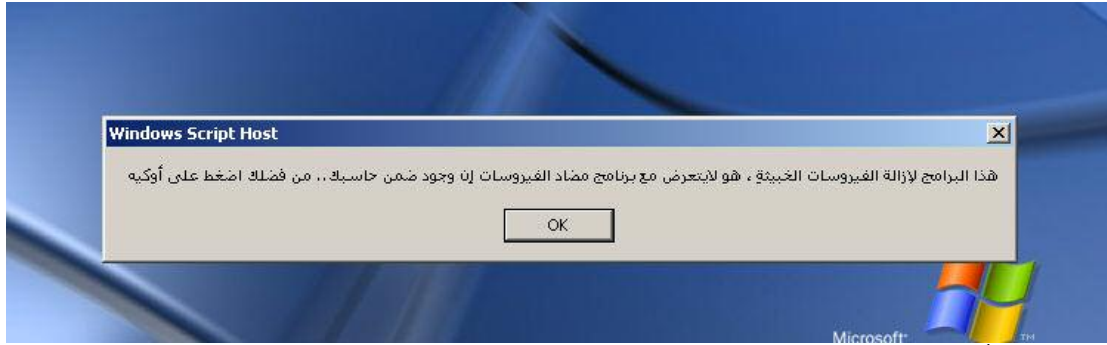 Windows Script Host
هذا البرامج لإزالة الفيروسات الخبيثةِ ، هو لايتعرض مع برنامج مضاد الفيروسات إن وجود ضمن حاسبك.. من فضلك اضغط على أوكيه
OK
Microsoft
TM